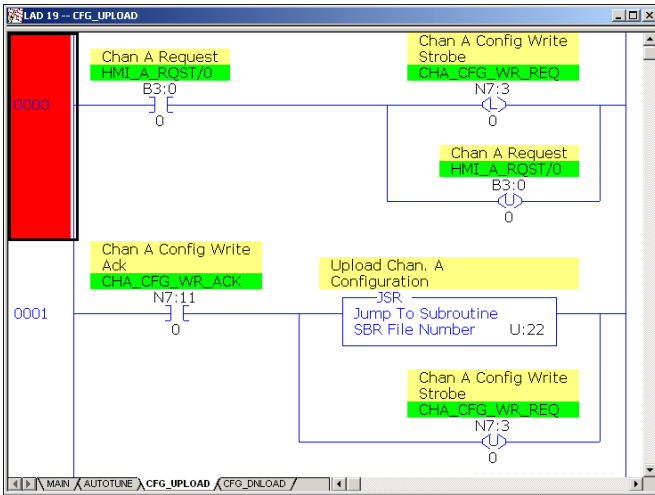 LAD 19 -- CFG_UPLOAD
Chan A Request
HMI_A_RQST/0
B3:0
0
Chan A Config Write
Strobe
CHA_CFG_WR_REQ
N7:3
L
0
0000
Chan A Request
HMI_A_RQST/0
B3:0
U
0
Chan A Config Write
Ack
CHA_CFG_WR_ACK
N7:11
0
0001
Upload Chan. A
Configuration
JSR
Jump To Subroutine
SBR File Number U:22
Chan A Config Write
Strobe
CHA_CFG_WR_REQ
N7:3
U
0
MAIN AUTOTUNE CFG_UPLOAD CFG_DNLOAD